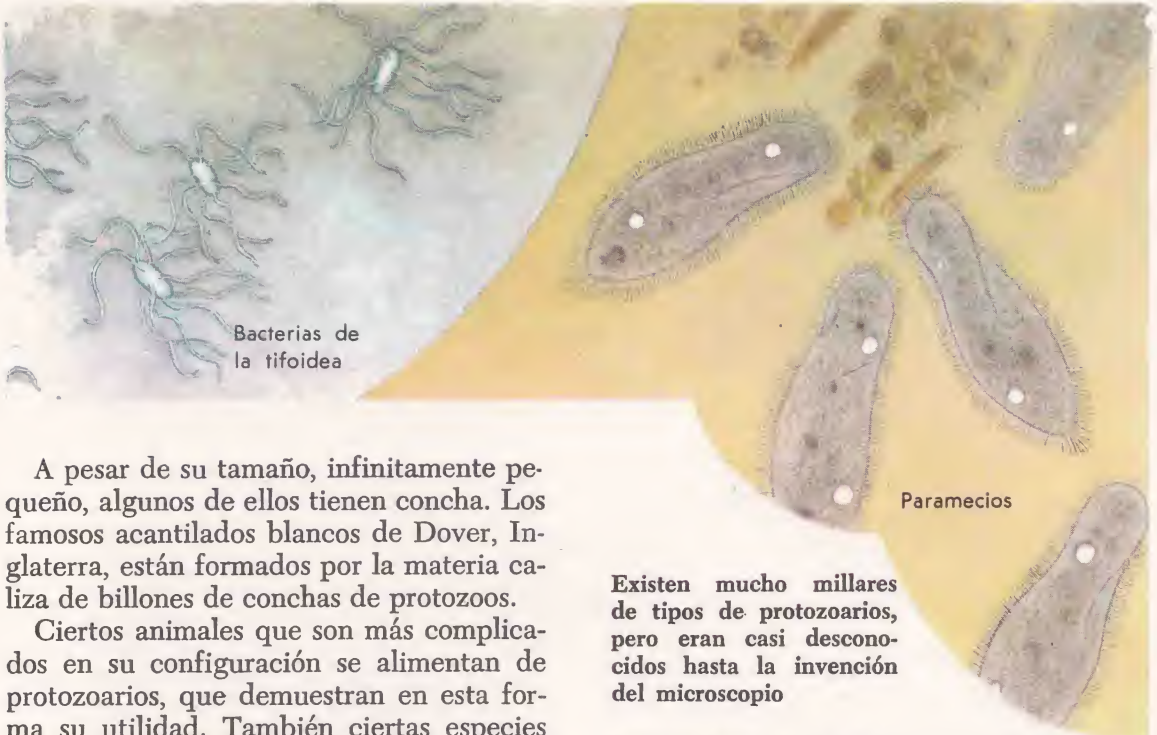 Bacterias de
la tifoidea
Paramecios
A pesar de su tamaño, infinitamente pe-
queño, algunos de ellos tienen concha. Los
famosos acantilados blancos de Dover, In-
glaterra, están formados por la materia ca-
liza de billones de conchas de protozoos.
Ciertos animales que son más complica-
dos en su configuración se alimentan de
protozoarios, que demuestran en esta for-
ma su utilidad. También ciertas especies
Existen mucho millares
de tipos de protozoarios,
pero eran casi descono-
cidos hasta la invención
del microscopio